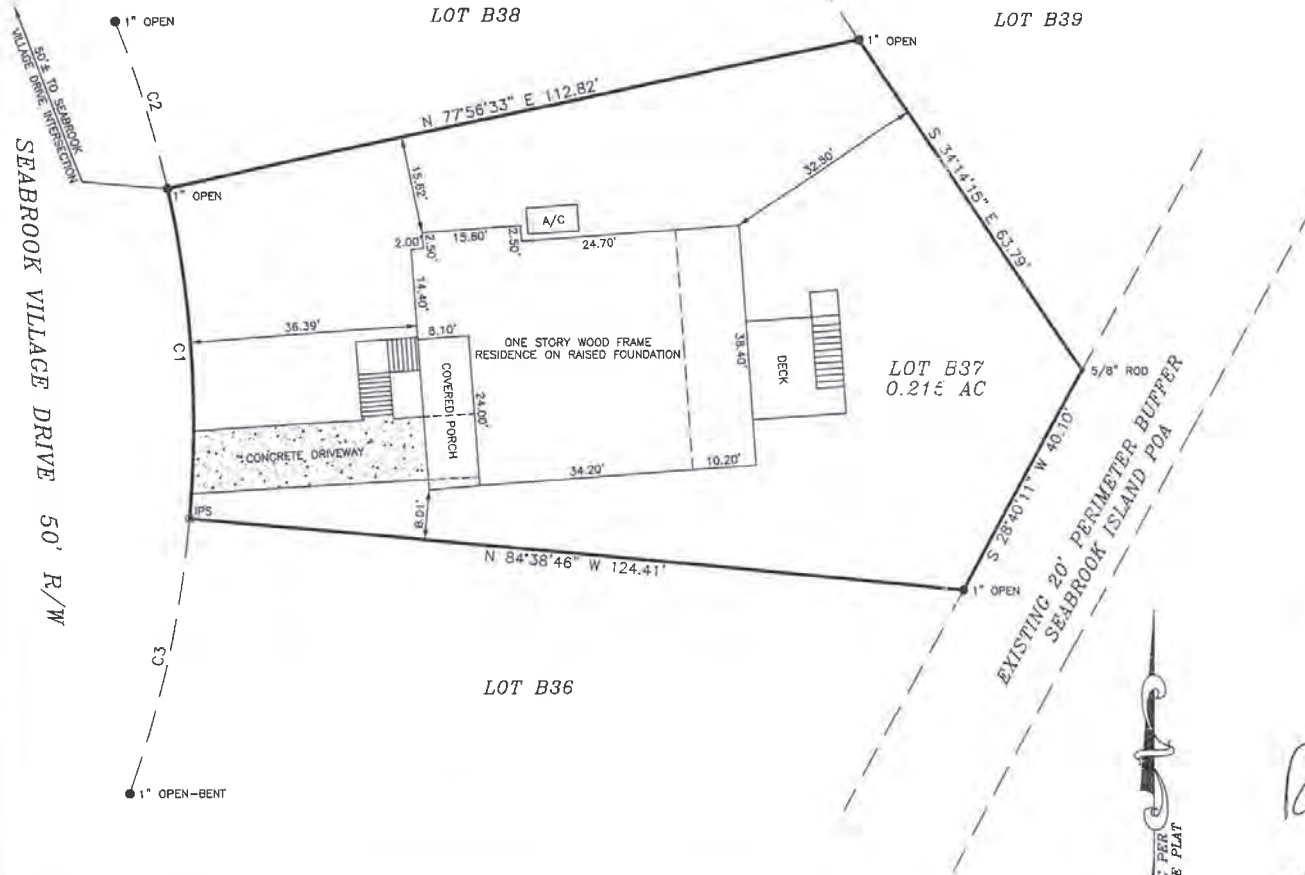 LOT B38
LOT B39
1" OPEN
1" OPEN
50'± TO SEABROOK
VILLAGE DRIVE INTERSECTION
C2
N 77°56'33" E 112.82'
1" OPEN
S 34°14'15" E 63.79'
SEABROOK VILLAGE DRIVE 50' R/W
15.62'
32.50'
A/C
2.00'
2.50'
15.80'
2.50'
24.70'
14.40'
36.39'
8.10'
C1
ONE STORY WOOD FRAME
RESIDENCE ON RAISED FOUNDATION
38.40'
DECK
LOT B37
0.215 AC
5/8" ROD
COVERED PORCH
24.00'
CONCRETE DRIVEWAY
34.20'
10.20'
IPS
8.01'
N 84°38'46" W 124.41'
S 28°40'11" W 40.10'
1" OPEN
EXISTING 20' PERIMETER BUFFER
SEABROOK ISLAND POA
C3
LOT B36
1" OPEN-BENT
PER
PLAT